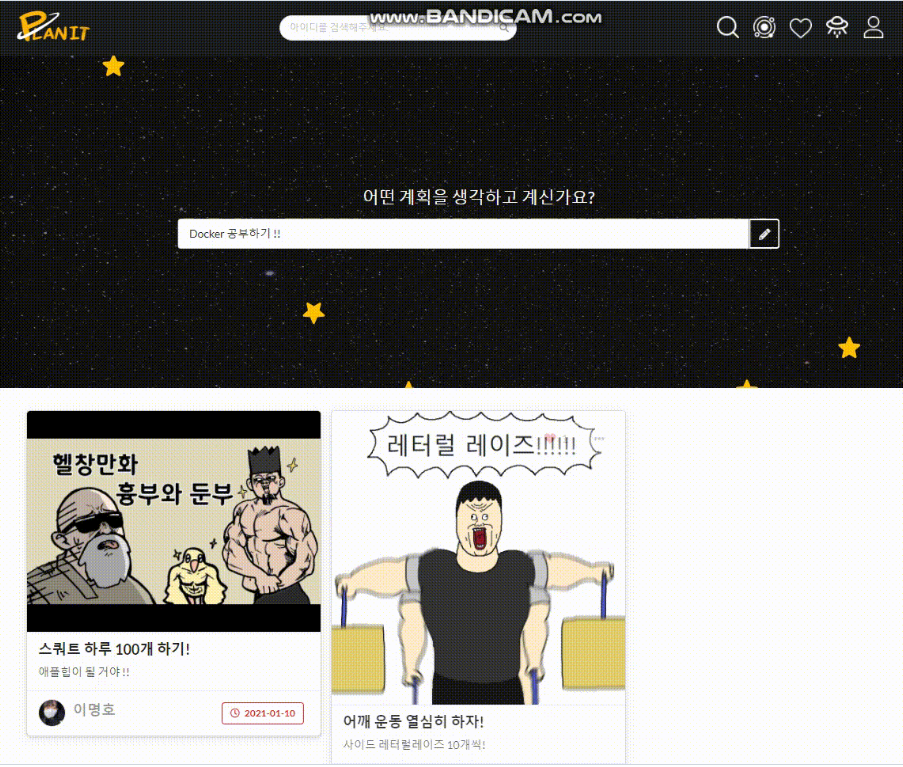 PLANIT
아이디를 검색해주세요.
www.BANDICAM.com
어떤 계획을 생각하고 계신가요?
Docker 공부하기 !!
헬창만화
흉부와 둔부
스쿼트 하루 100개 하기!
애플힙이 될 거야 !!
이명호
2021-01-10
레터럴 레이즈!!!!!!
어깨 운동 열심히 하자!
사이드 레터럴레이즈 10개씩!